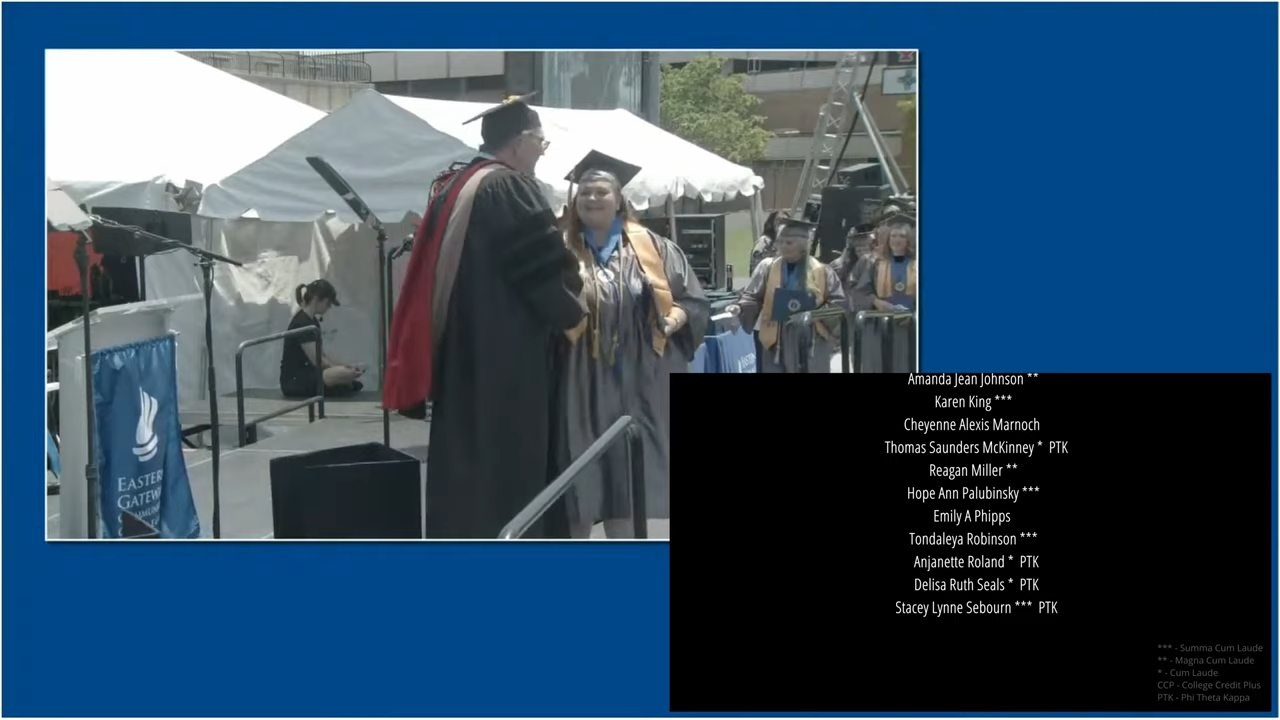 EASTERN
GATEWAY
Amanda Jean Johnson **
Karen King ***
Cheyenne Alexis Marnoch
Thomas Saunders McKinney * PTK
Reagan Miller **
Hope Ann Palubinsky ***
Emily A Phipps
Tondaleya Robinson ***
Anjanette Roland * PTK
Delisa Ruth Seals * PTK
Stacey Lynne Sebourn *** PTK
*** - Summa Cum Laude
** - Magna Cum Laude
* - Cum Laude
CCP - College Credit Plus
PTK - Phi Theta Kappa